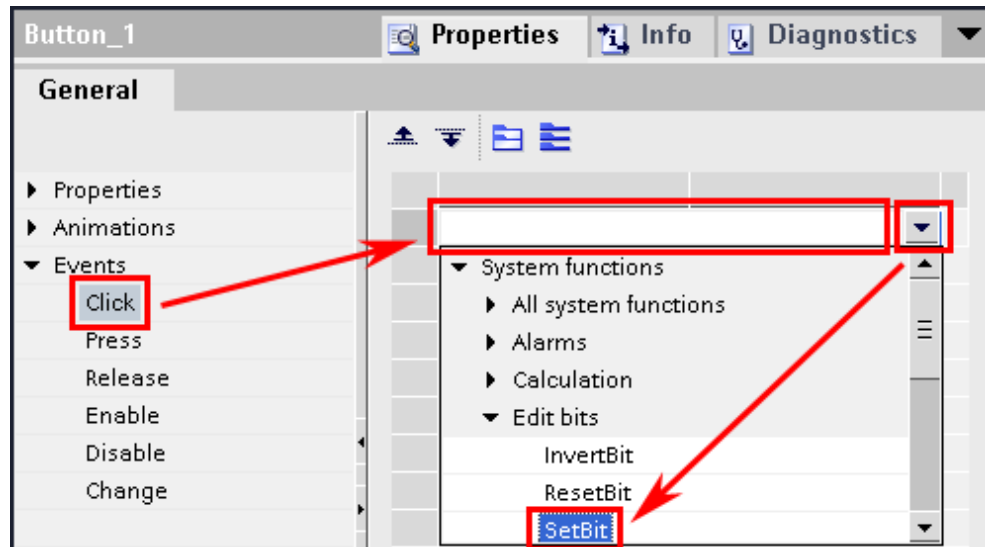 Button_1
Properties
Info
Diagnostics
General
Properties
Animations
Events
Click
Press
Release
Enable
Disable
Change
System functions
All system functions
Alarms
Calculation
Edit bits
InvertBit
ResetBit
SetBit